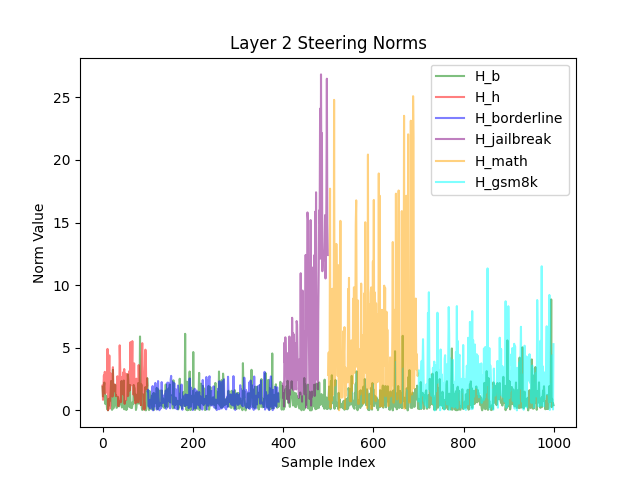 Layer 2 Steering Norms
H_b
H_h
H_borderline
H_jailbreak
H_math
H_gsm8k
25
20
15
10
5
0
Norm Value
0 200 400 600 800 1000
Sample Index